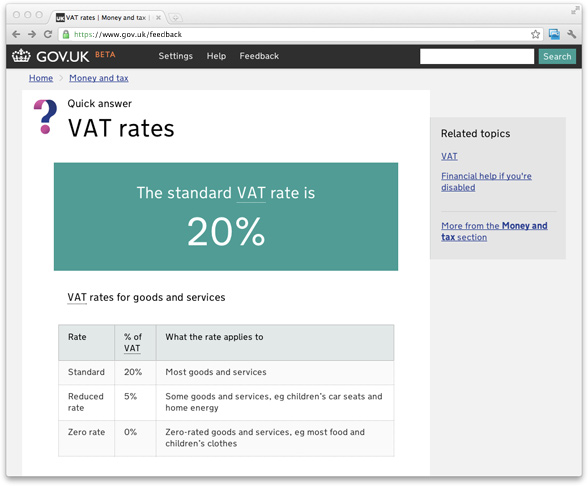 UK VAT rates | Money and tax
https://www.gov.uk/feedback
GOV.UK BETA Settings Help Feedback Search
Home Money and tax
?
Quick answer
VAT rates
The standard VAT rate is
20%
VAT rates for goods and services
Rate % of VAT What the rate applies to
Standard 20% Most goods and services
Reduced rate 5% Some goods and services, eg children's car seats and
home energy
Zero rate 0% Zero-rated goods and services, eg most food and
children's clothes
Related topics
VAT
Financial help if you're
disabled
More from the Money and
tax section